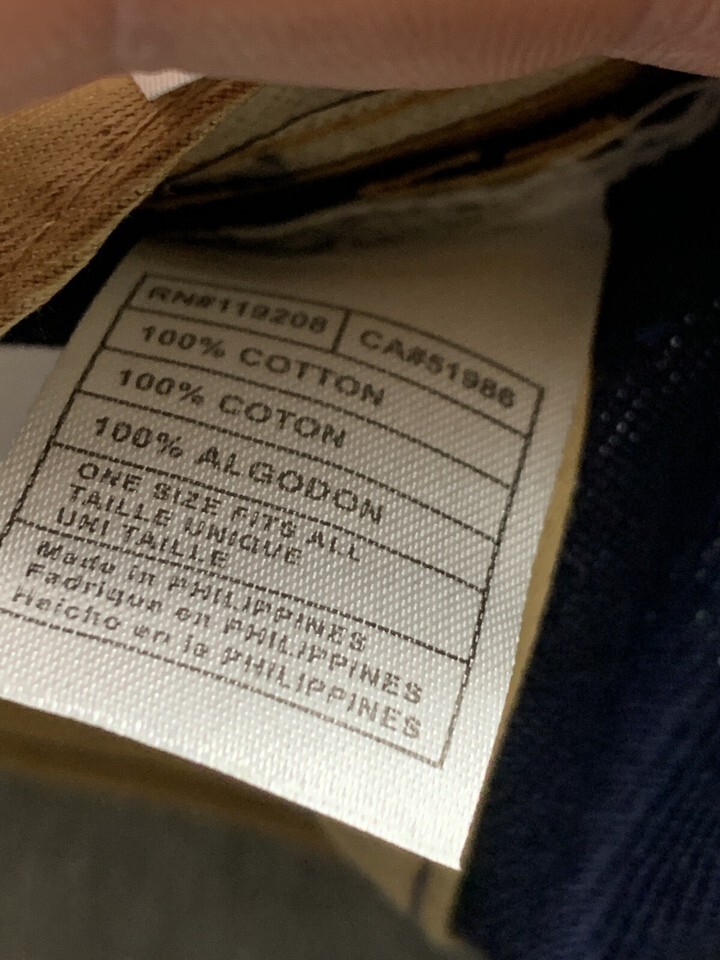 RN#119208 CA#51986
100% COTTON
100% COTON
100% ALGODON
ONE SIZE FITS ALL
TAILLE UNIQUE
UNI TAILLE
Made in PHILIPPINES
Fadrique en PHILIPPINES
Heicho en la PHILIPPINES